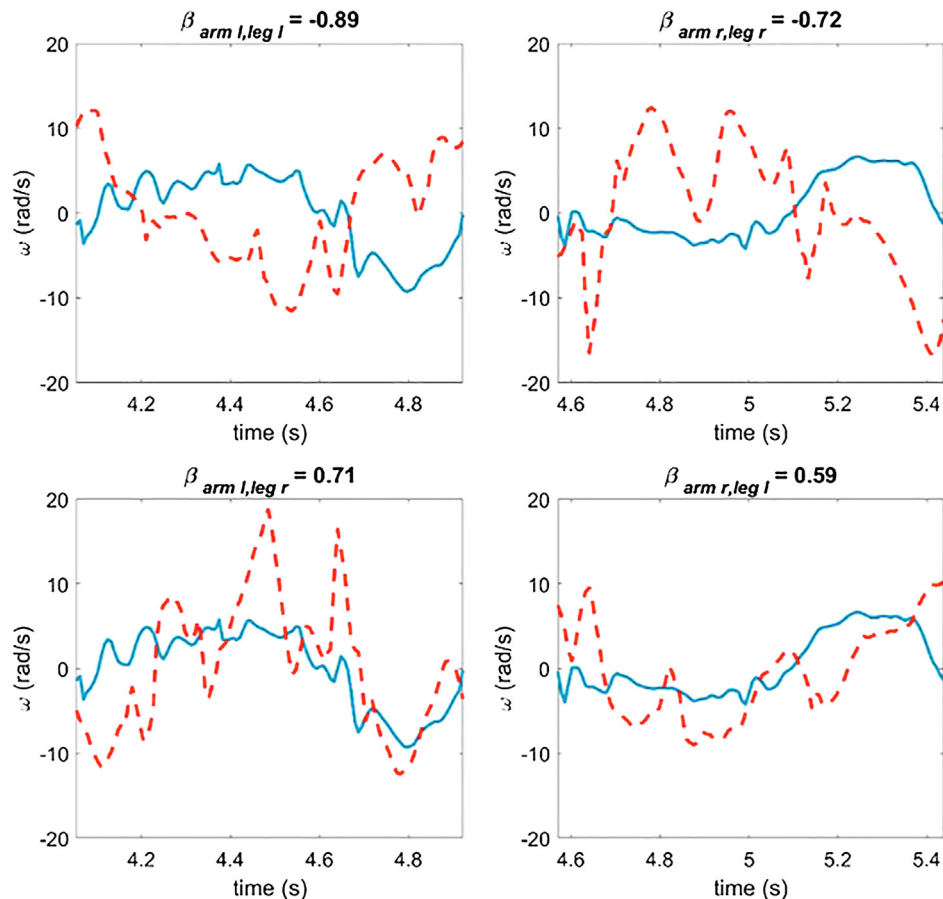 β arm l,leg l = -0.89
20
10
0
-10
-20
ω (rad/s)
4.2 4.4 4.6 4.8
time (s)
β arm r,leg r = -0.72
20
10
0
-10
-20
ω (rad/s)
4.6 4.8 5 5.2 5.4
time (s)
β arm l,leg r = 0.71
20
10
0
-10
-20
ω (rad/s)
4.2 4.4 4.6 4.8
time (s)
β arm r,leg l = 0.59
20
10
0
-10
-20
ω (rad/s)
4.6 4.8 5 5.2 5.4
time (s)